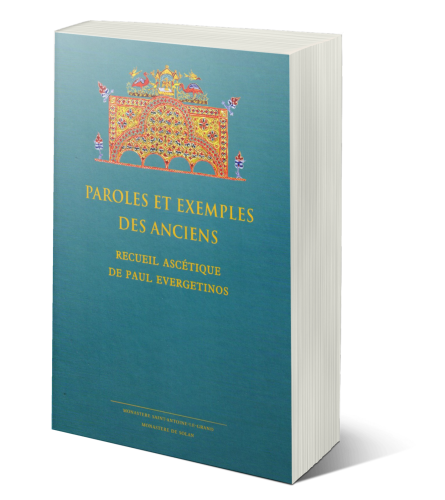 PAROLES ET EXEMPLES
DES ANCIENS
RECUEIL ASCÉTIQUE
DE PAUL EVERGETINOS
MONASTÈRE SAINT-ANTOINE-LE-GRAND
MONASTÈRE DE SOLAN